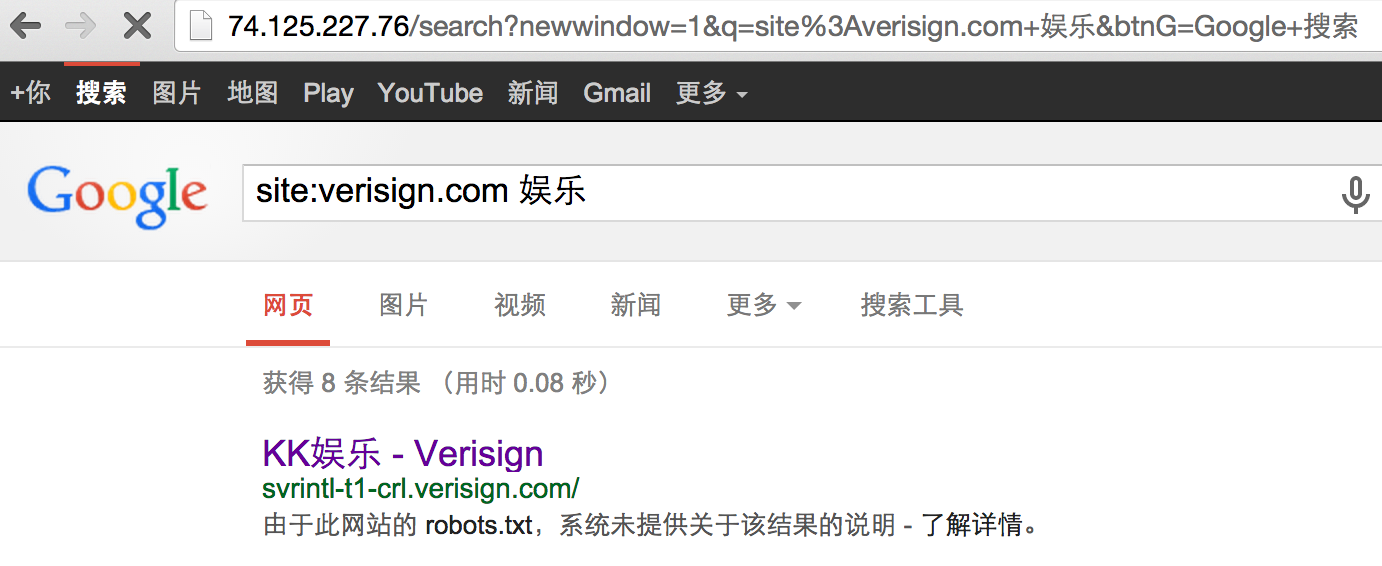 74.125.227.76/search?newwindow=1&q=site%3Averisign.com+娱乐&btnG=Google+搜索
+你 搜索 图片 地图 Play YouTube 新闻 Gmail 更多
Google site:verisign.com 娱乐
网页 图片 视频 新闻 更多 搜索工具
获得 8 条结果 （用时 0.08 秒）
KK娱乐 - Verisign
svrintl-t1-crl.verisign.com/
由于此网站的 robots.txt，系统未提供关于该结果的说明 - 了解详情。